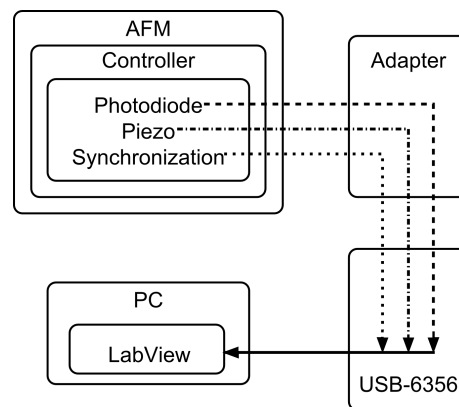 AFM
Controller
Adapter
Photodiode
Piezo
Synchronization
PC
LabView
USB-6356